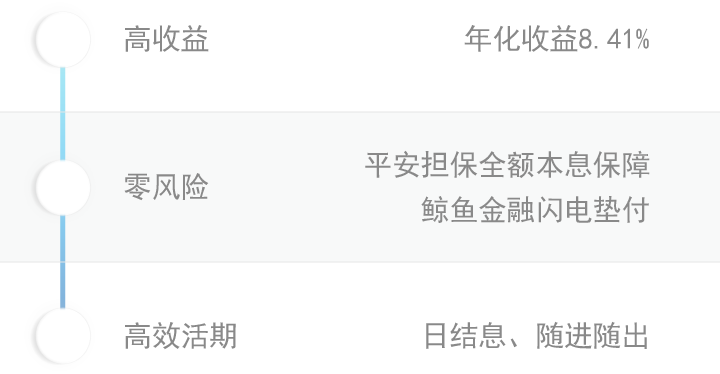 高收益 年化收益8.41%
平安担保全额本息保障
零风险
鲸鱼金融闪电垫付
高效活期 日结息、随进随出